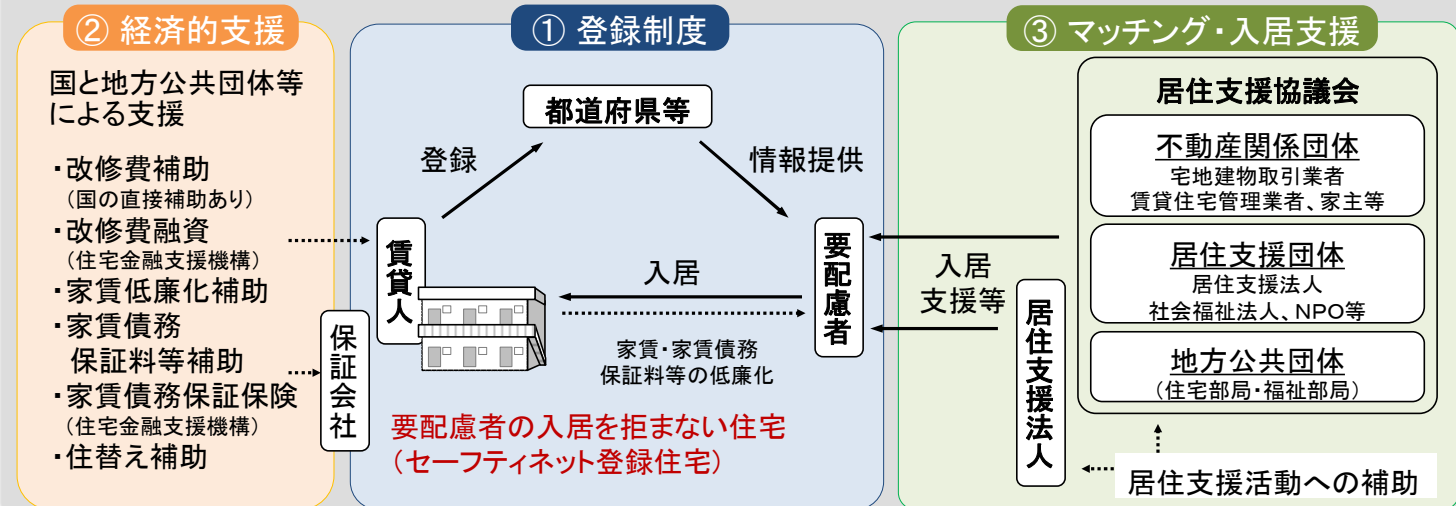 ② 経済的支援
国と地方公共団体等
による支援
・改修費補助
（国の直接補助あり）
・改修費融資
（住宅金融支援機構）
・家賃低廉化補助
・家賃債務
保証料等補助
・家賃債務保証保険
（住宅金融支援機構）
・住替え補助
① 登録制度
都道府県等
登録
情報提供
賃貸人
入居
要配慮者
家賃・家賃債務
保証料等の低廉化
保証会社
要配慮者の入居を拒まない住宅
（セーフティネット登録住宅）
③ マッチング・入居支援
居住支援協議会
不動産関係団体
宅地建物取引業者
賃貸住宅管理業者、家主等
居住支援団体
居住支援法人
社会福祉法人、NPO等
地方公共団体
（住宅部局・福祉部局）
入居
支援等
居住支援法人
居住支援活動への補助